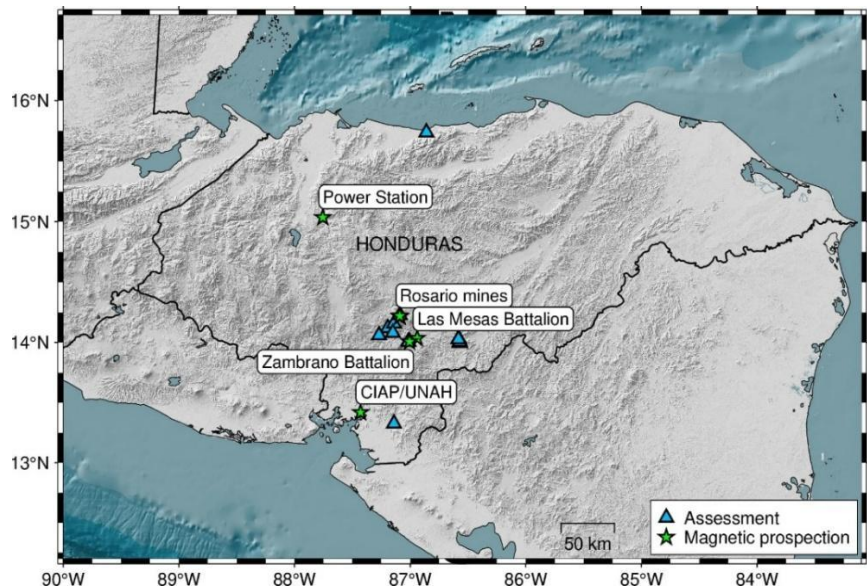 16°N
15°N
14°N
13°N
Power Station
HONDURAS
Rosario mines
Las Mesas Battalion
Zambrano Battalion
CIAP/UNAH
50 km
Assessment
Magnetic prospection
90°W
89°W
88°W
87°W
86°W
85°W
84°W